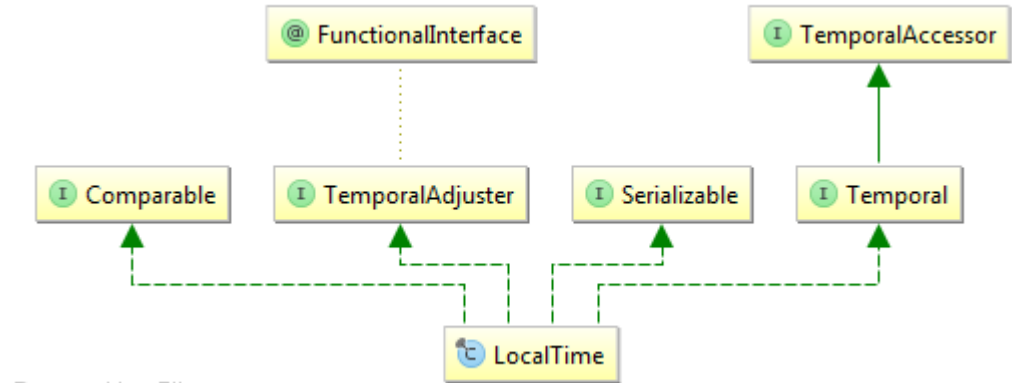 @ FunctionalInterface
I TemporalAccessor
I Comparable
I TemporalAdjuster
I Serializable
I Temporal
C LocalTime